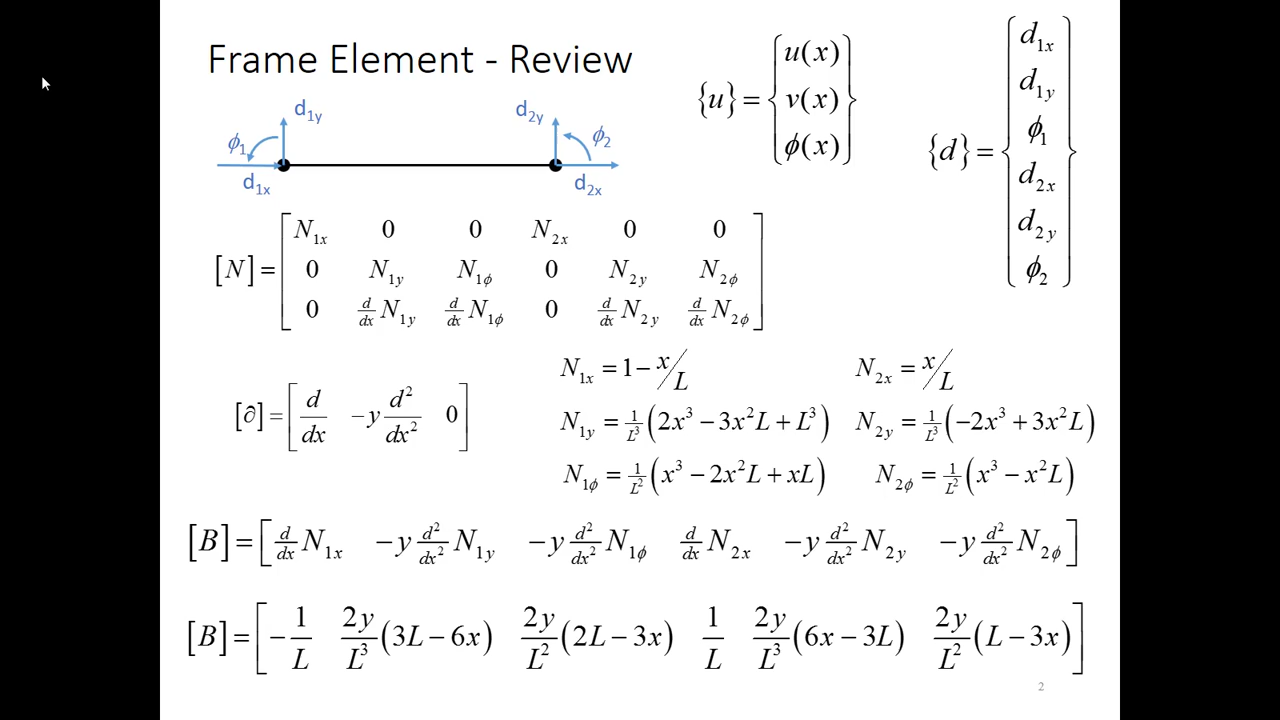 Frame Element - Review
{u} = {u(x) v(x) ϕ(x)}
{d} = {d₁ₓ d₁y ϕ₁ d₂ₓ d₂y ϕ₂}
d₁y d₂y
ϕ₁ ϕ₂
d₁ₓ d₂ₓ
[N] = [N₁ₓ 0 0 N₂ₓ 0 0
0 N₁y N₁ϕ 0 N₂y N₂ϕ
0 d/dx N₁y d/dx N₁ϕ 0 d/dx N₂y d/dx N₂ϕ]
N₁ₓ = 1 − x/L N₂ₓ = x/L
[∂] = [d/dx −y d²/dx² 0]
N₁y = 1/L³ (2x³ − 3x²L + L³) N₂y = 1/L³ (−2x³ + 3x²L)
N₁ϕ = 1/L² (x³ − 2x²L + xL) N₂ϕ = 1/L² (x³ − x²L)
[B] = [d/dx N₁ₓ −y d²/dx² N₁y −y d²/dx² N₁ϕ d/dx N₂ₓ −y d²/dx² N₂y −y d²/dx² N₂ϕ]
[B] = [−1/L 2y/L³ (3L − 6x) 2y/L² (2L − 3x) 1/L 2y/L³ (6x − 3L) 2y/L² (L − 3x)]
2